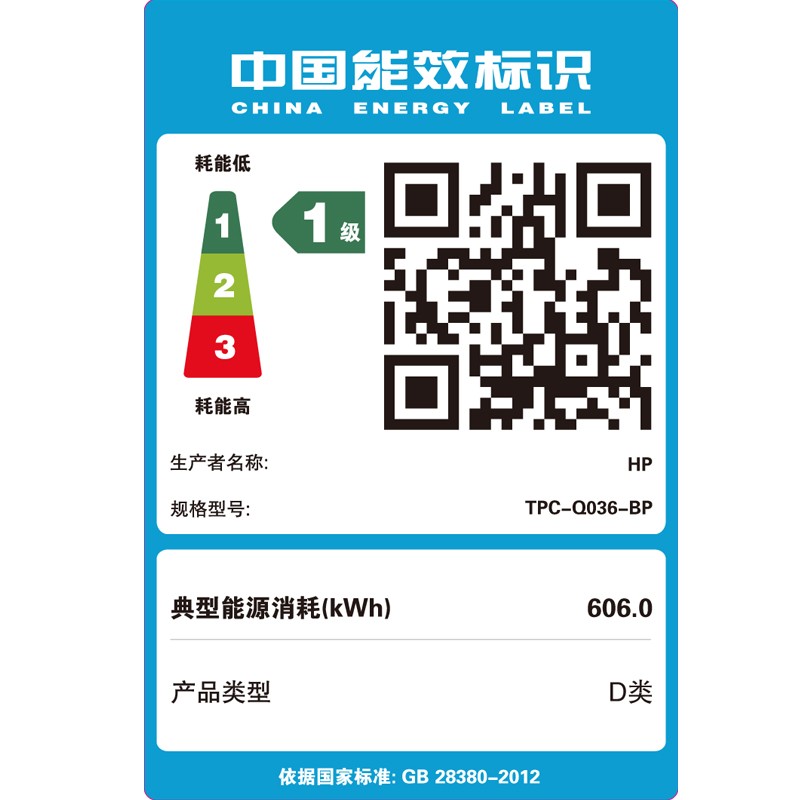 中国能效标识
CHINA ENERGY LABEL
耗能低
1
1级
2
3
耗能高
生产者名称: HP
规格型号: TPC-Q036-BP
典型能源消耗(kWh) 606.0
产品类型 D类
依据国家标准: GB 28380-2012